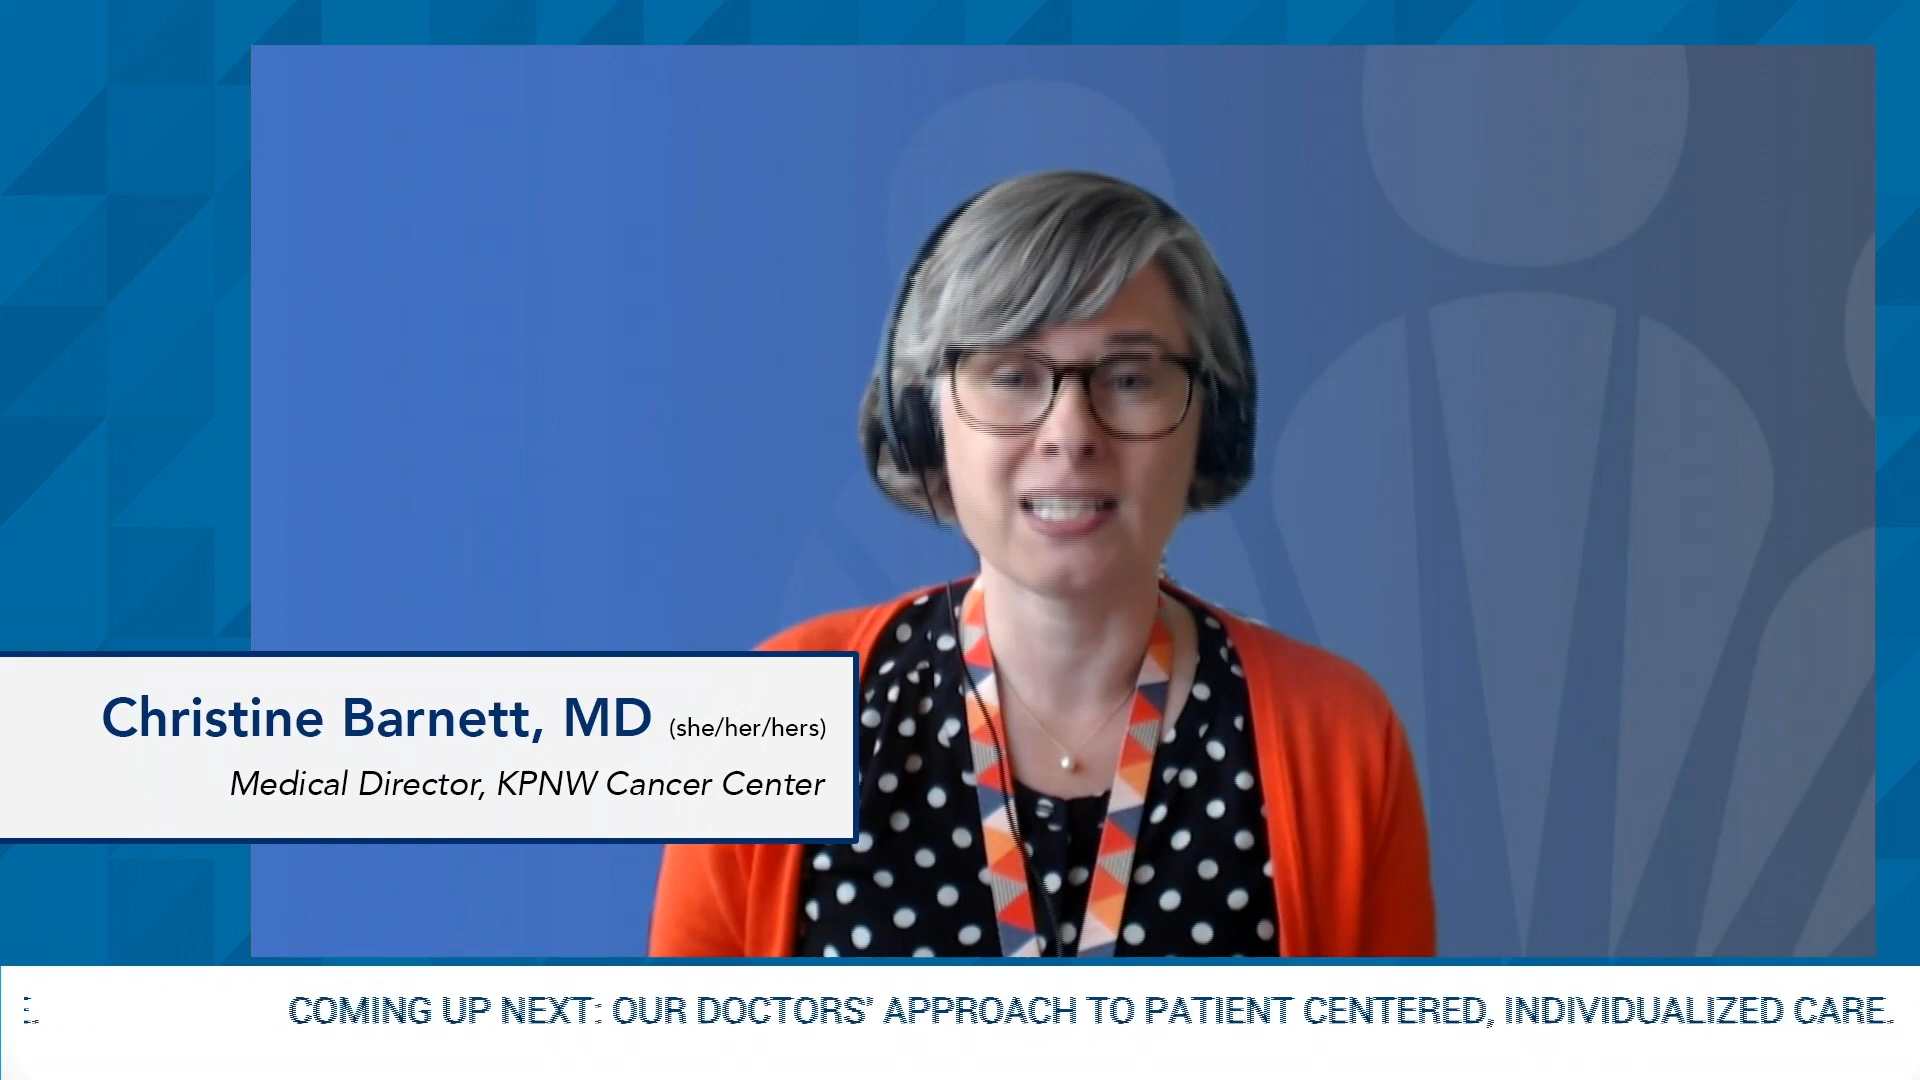 Christine Barnett, MD (she/her/hers)
Medical Director, KPNW Cancer Center
COMING UP NEXT: OUR DOCTORS' APPROACH TO PATIENT CENTERED, INDIVIDUALIZED CARE.